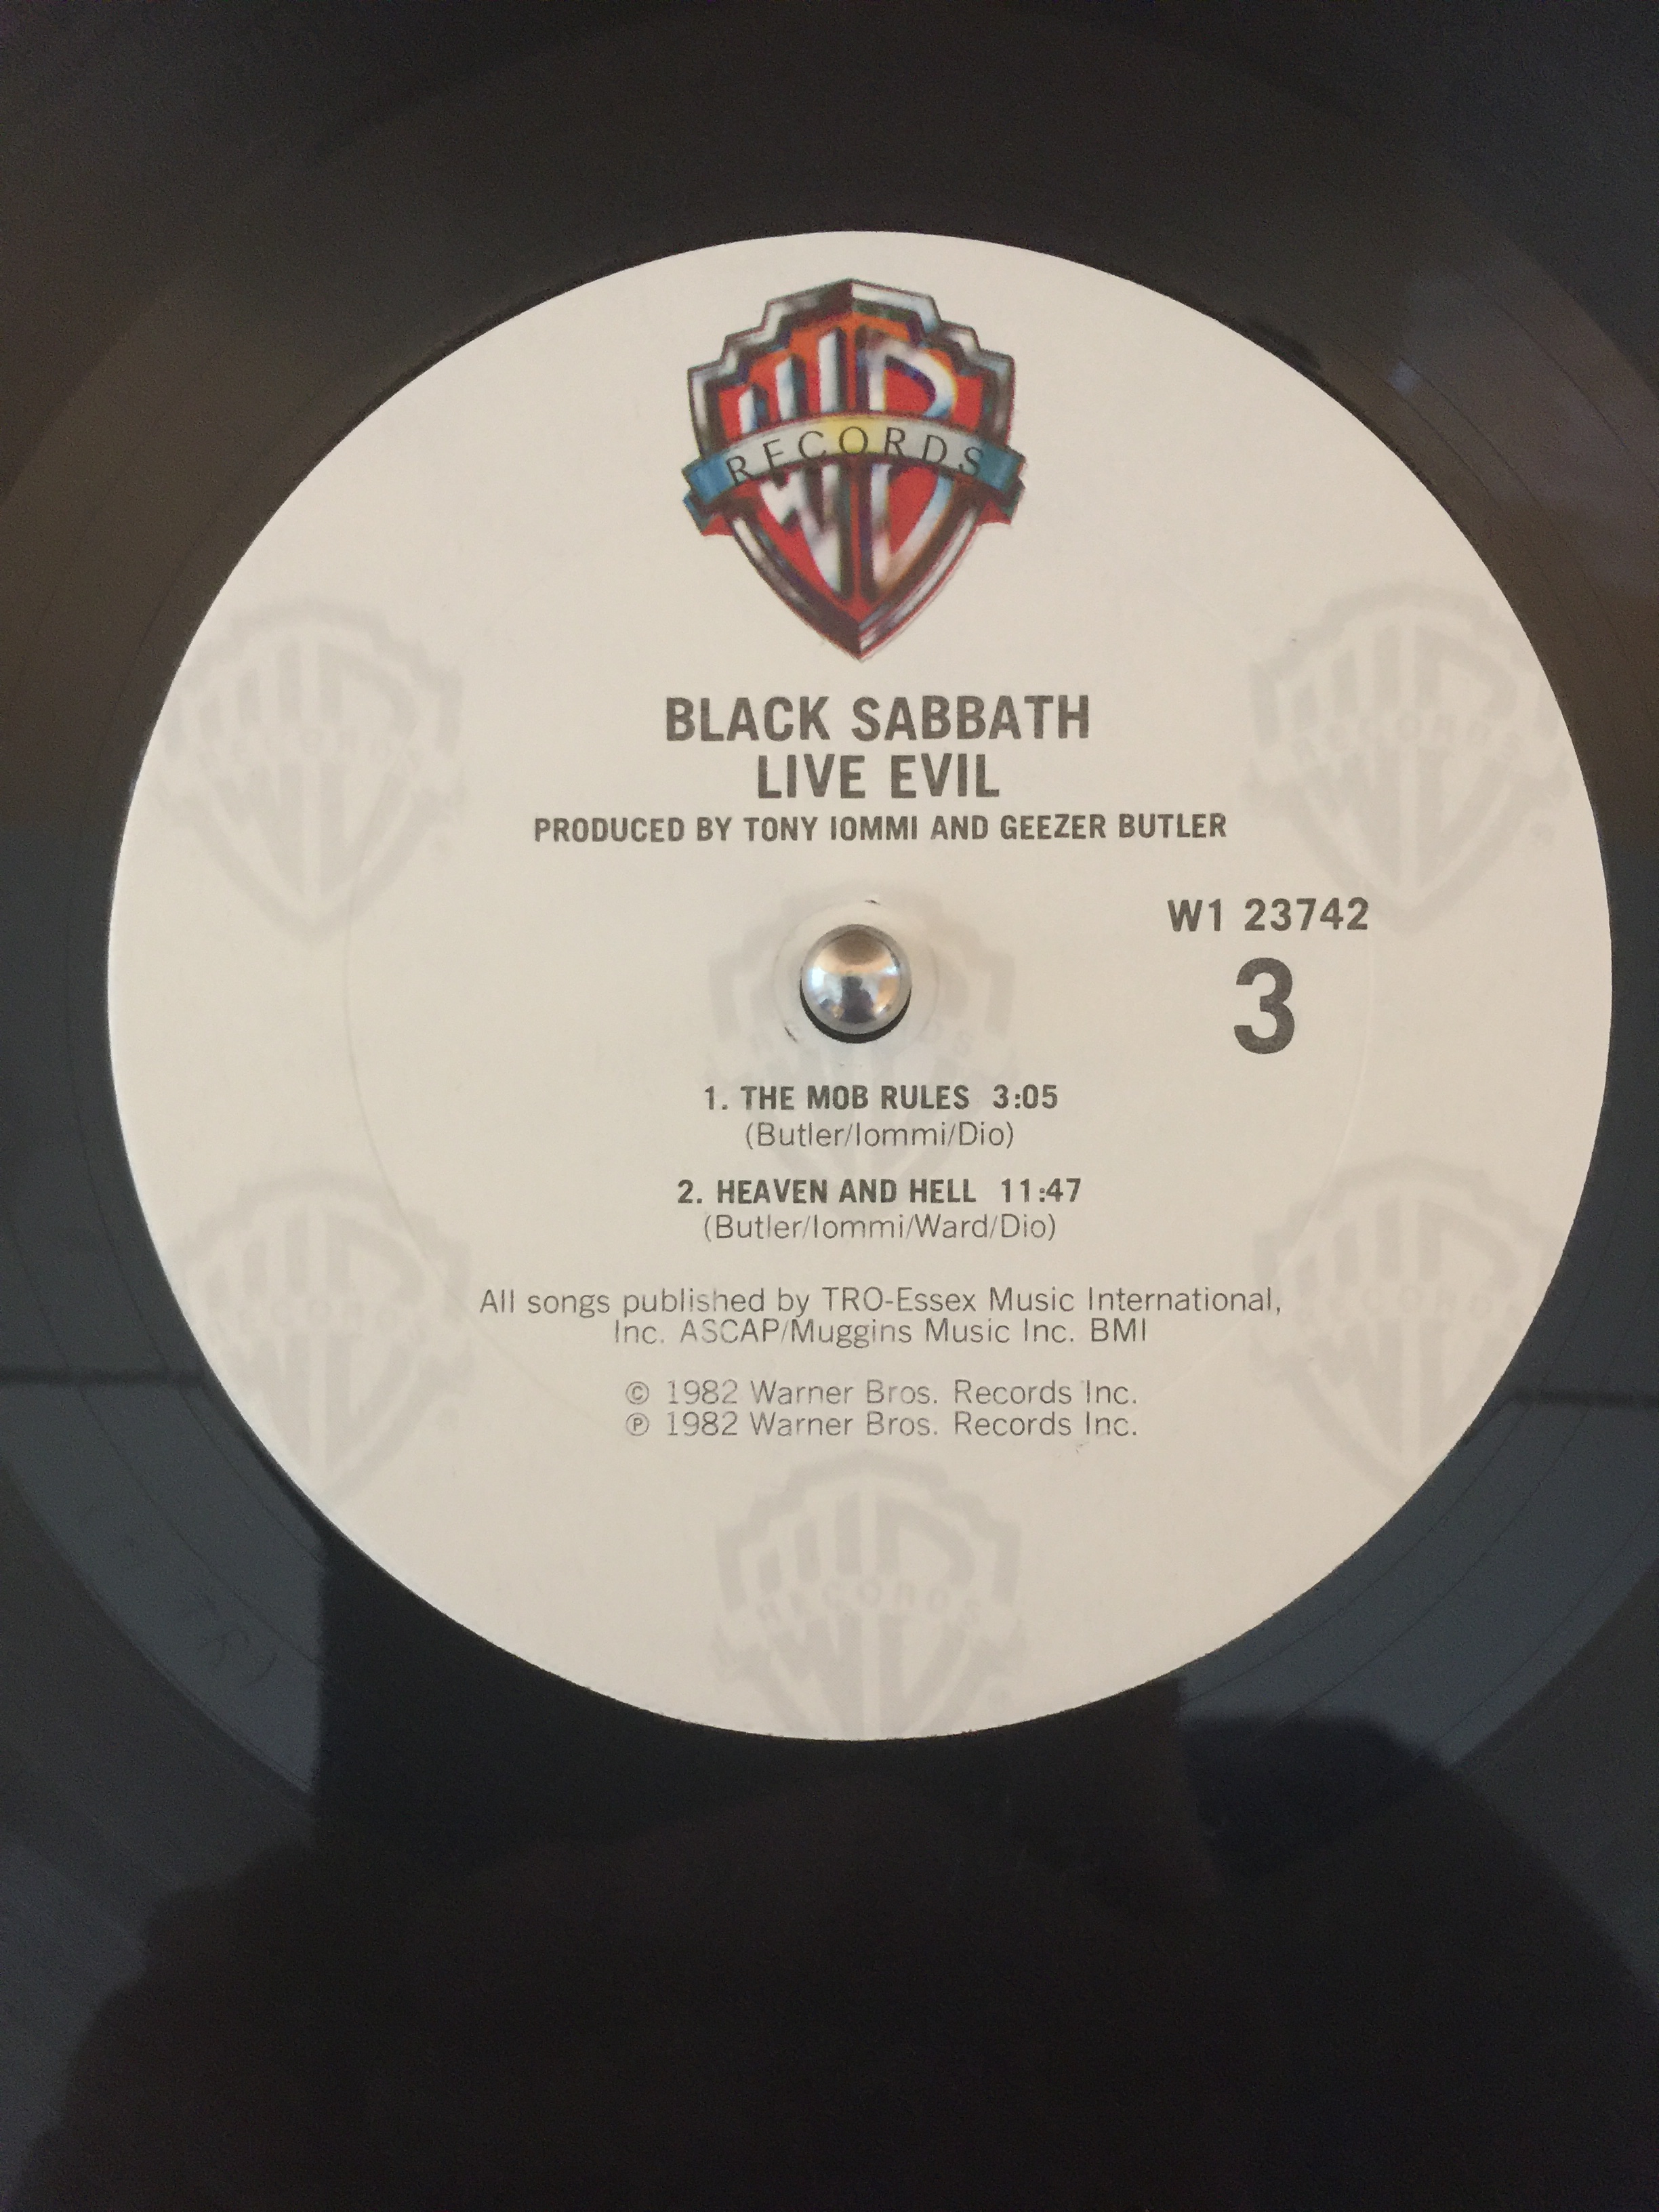 WB
RECORDS
BLACK SABBATH
LIVE EVIL
PRODUCED BY TONY IOMMI AND GEEZER BUTLER
W1 23742
3
1. THE MOB RULES 3:05
(Butler/Iommi/Dio)
2. HEAVEN AND HELL 11:47
(Butler/Iommi/Ward/Dio)
All songs published by TRO-Essex Music International,
Inc. ASCAP/Muggins Music Inc. BMI
© 1982 Warner Bros. Records Inc.
℗ 1982 Warner Bros. Records Inc.